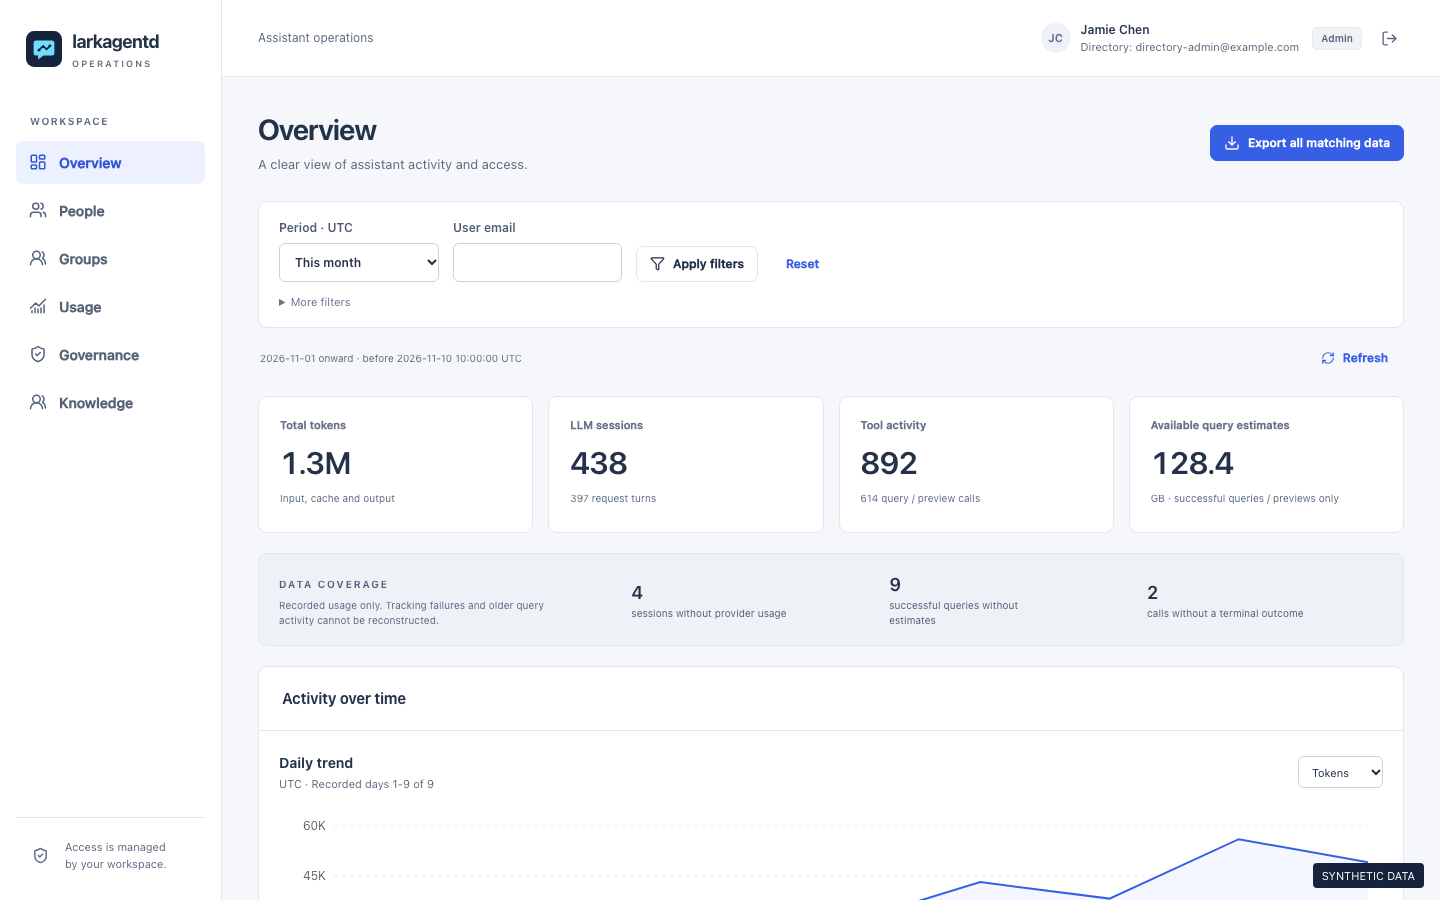 larkagentd
OPERATIONS
WORKSPACE
Overview
People
Groups
Usage
Governance
Knowledge
Access is managed
by your workspace.
Assistant operations
JC
Jamie Chen
Directory: directory-admin@example.com
Admin
Overview
A clear view of assistant activity and access.
Export all matching data
Period · UTC
User email
This month
Apply filters
Reset
More filters
2026-11-01 onward · before 2026-11-10 10:00:00 UTC
Refresh
Total tokens
1.3M
Input, cache and output
LLM sessions
438
397 request turns
Tool activity
892
614 query / preview calls
Available query estimates
128.4
GB · successful queries / previews only
DATA COVERAGE
Recorded usage only. Tracking failures and older query
activity cannot be reconstructed.
4
sessions without provider usage
9
successful queries without
estimates
2
calls without a terminal outcome
Activity over time
Daily trend
UTC · Recorded days 1-9 of 9
Tokens
60K
45K
SYNTHETIC DATA